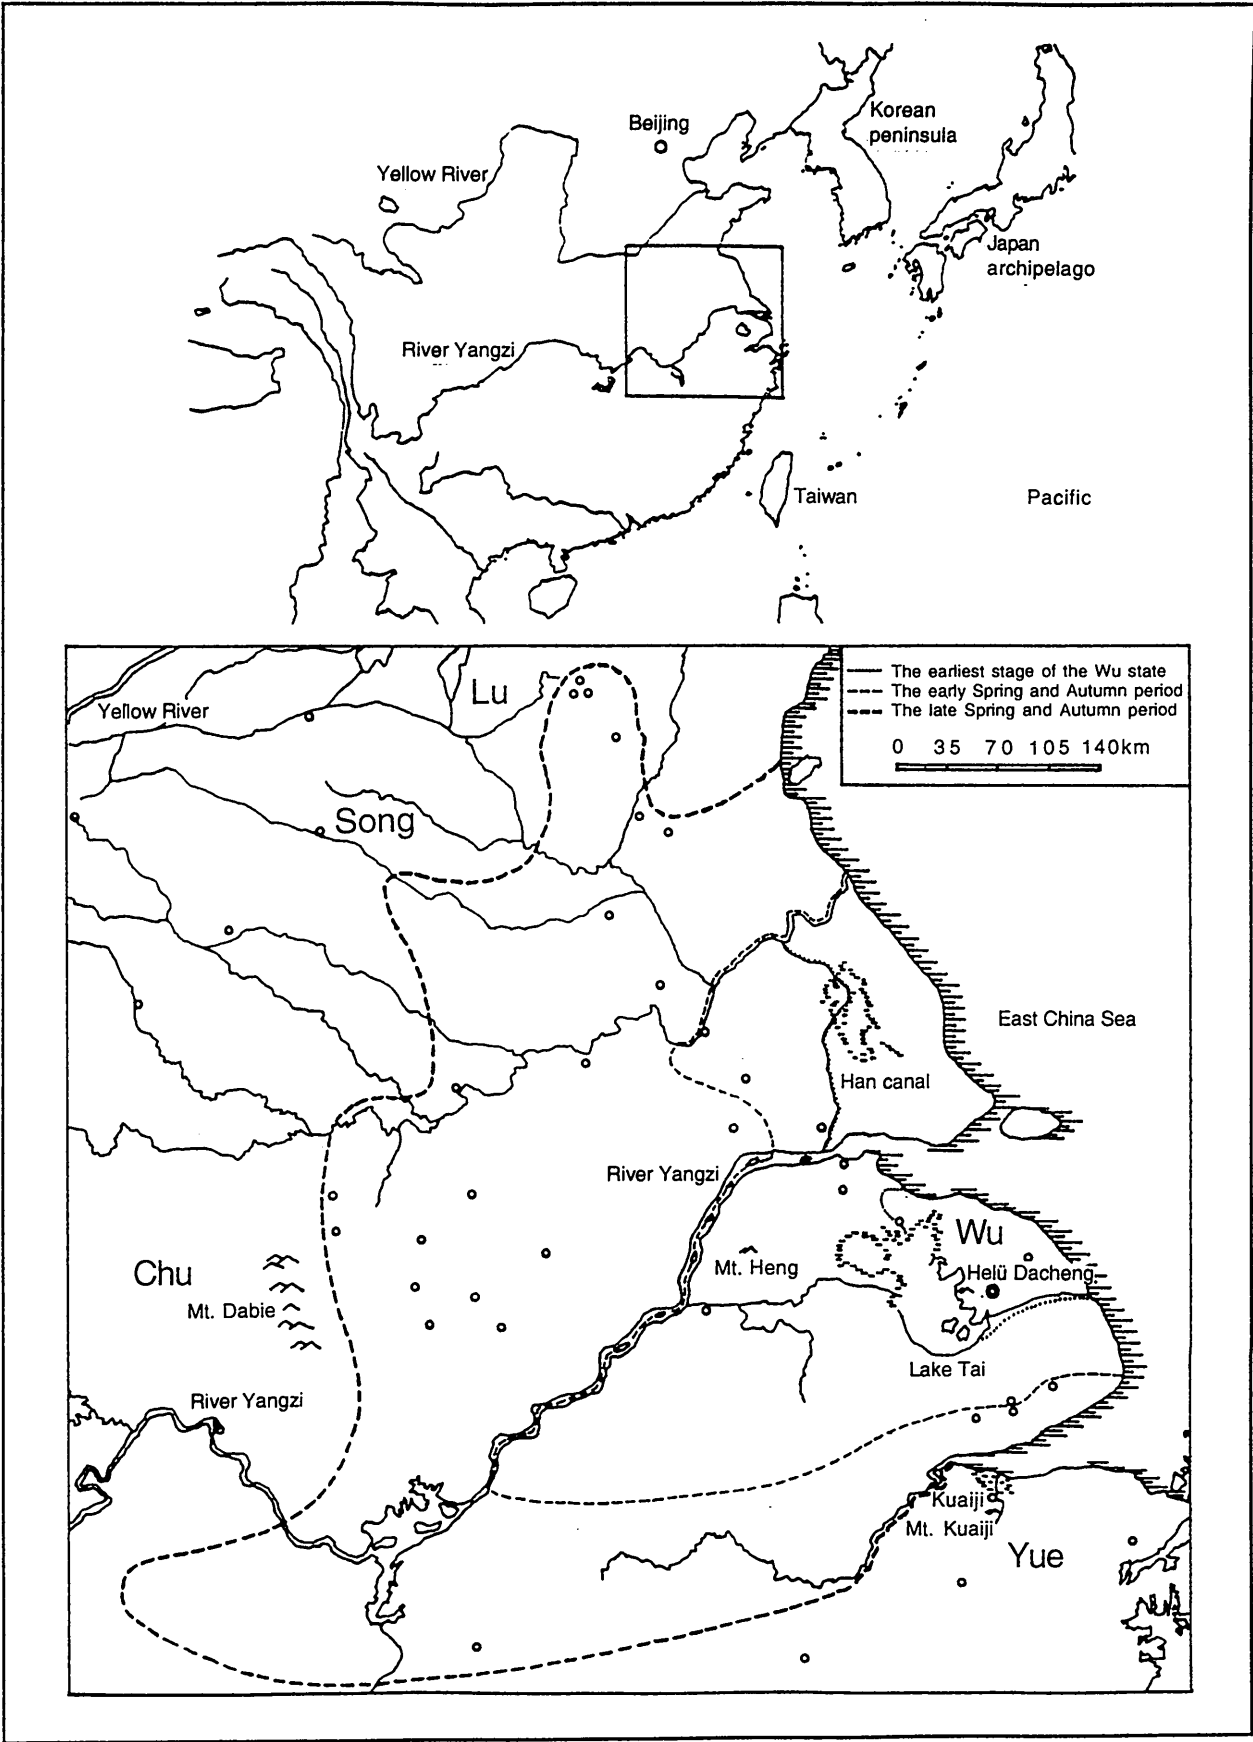 Beijing
Korean
peninsula
Yellow River
Japan
archipelago
River Yangzi
Taiwan
Pacific
The earliest stage of the Wu state
The early Spring and Autumn period
The late Spring and Autumn period
0 35 70 105 140km
Lu
Yellow River
Song
East China Sea
Han canal
River Yangzi
Wu
Mt. Heng
Helü Dacheng
Chu
Mt. Dabie
Lake Tai
River Yangzi
Kuaiji
Mt. Kuaiji
Yue